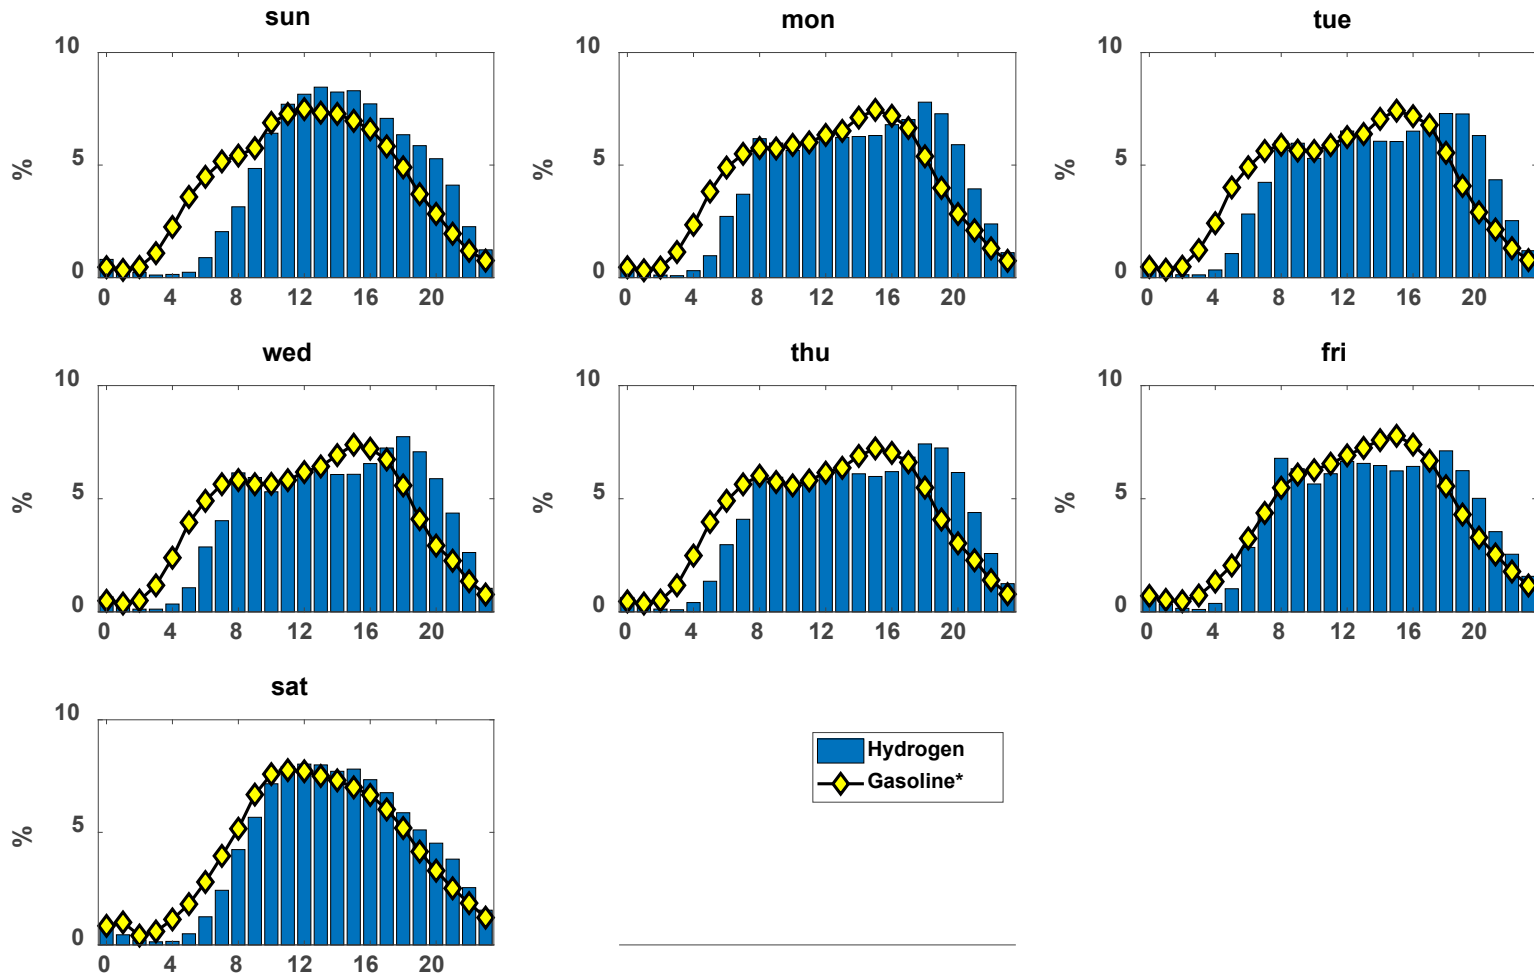 sun mon tue
10 10 10
% % %
5 5 5
0 0 0
0 4 8 12 16 20 0 4 8 12 16 20 0 4 8 12 16 20
wed thu fri
10 10 10
% % %
5 5 5
0 0 0
0 4 8 12 16 20 0 4 8 12 16 20 0 4 8 12 16 20
sat
10
Hydrogen
Gasoline*
%
5
0
0 4 8 12 16 20